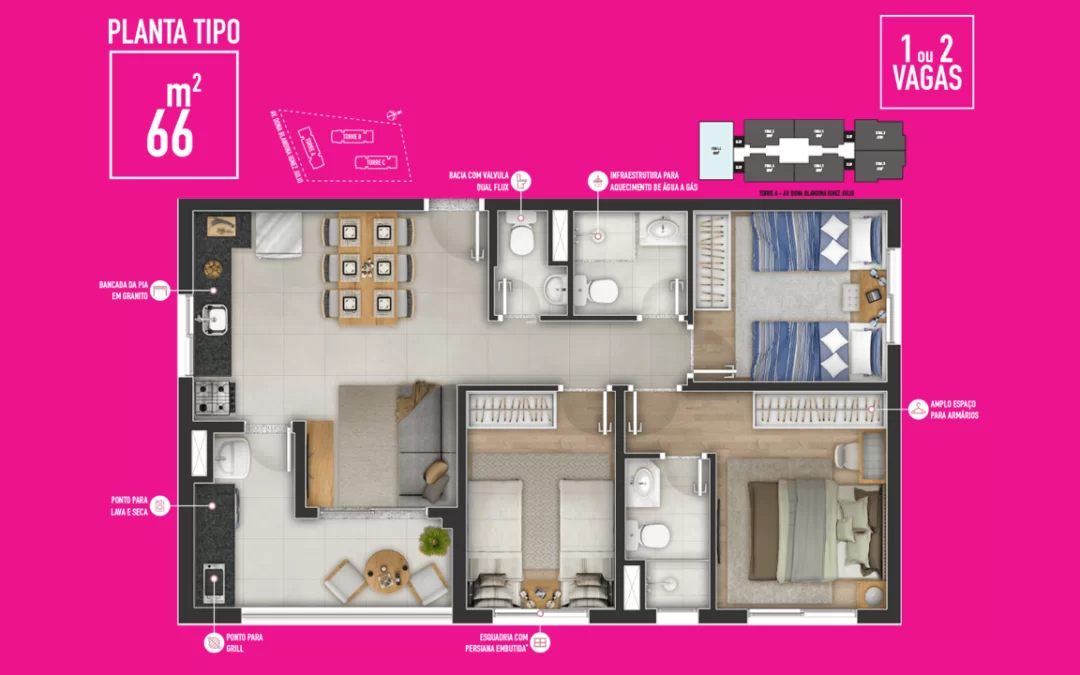 PLANTA TIPO
m²
66
1 ou 2
VAGAS
TORRE B
TORRE A
TORRE C
BACIA COM VÁLVULA
DUAL FLUX
INFRAESTRUTURA PARA
AQUECIMENTO DE ÁGUA A GÁS
BANCADA DA PIA
EM GRANITO
AMPLO ESPAÇO
PARA ARMÁRIOS
PONTO PARA
LAVA E SECA
PONTO PARA
GRILL
ESQUADRIA COM
PERSIANA EMBUTIDA*